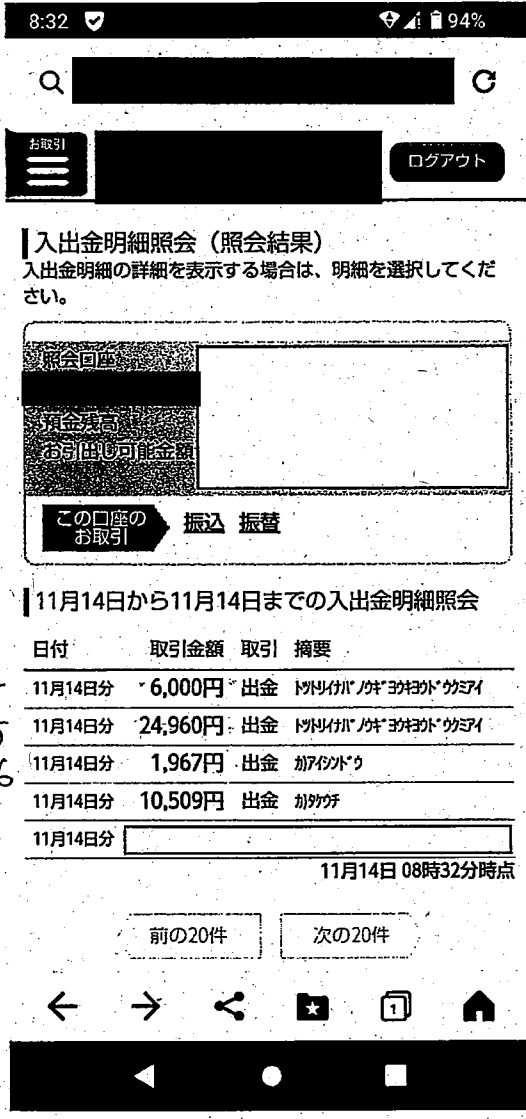 8:32
94%
お取引
ログアウト
入出金明細照会（照会結果）
入出金明細の詳細を表示する場合は、明細を選択してくだ
さい。
照会口座
預金残高
お引出し可能金額
この口座の
お取引
振込 振替
11月14日から11月14日までの入出金明細照会
日付 取引金額 取引 摘要
11月14日分 6,000円 出金 ﾄﾂﾄﾘｲﾅﾊﾞﾉｳｷﾞﾖｳｷﾖｳﾄﾞｳｸﾐｱｲ
11月14日分 24,960円 出金 ﾄﾂﾄﾘｲﾅﾊﾞﾉｳｷﾞﾖｳｷﾖｳﾄﾞｳｸﾐｱｲ
11月14日分 1,967円 出金 ｶ)ｱｲｼﾝﾄﾞｳ
11月14日分 10,509円 出金 ｶ)ﾀｹｳﾁ
11月14日分
11月14日 08時32分時点
前の20件 次の20件
1